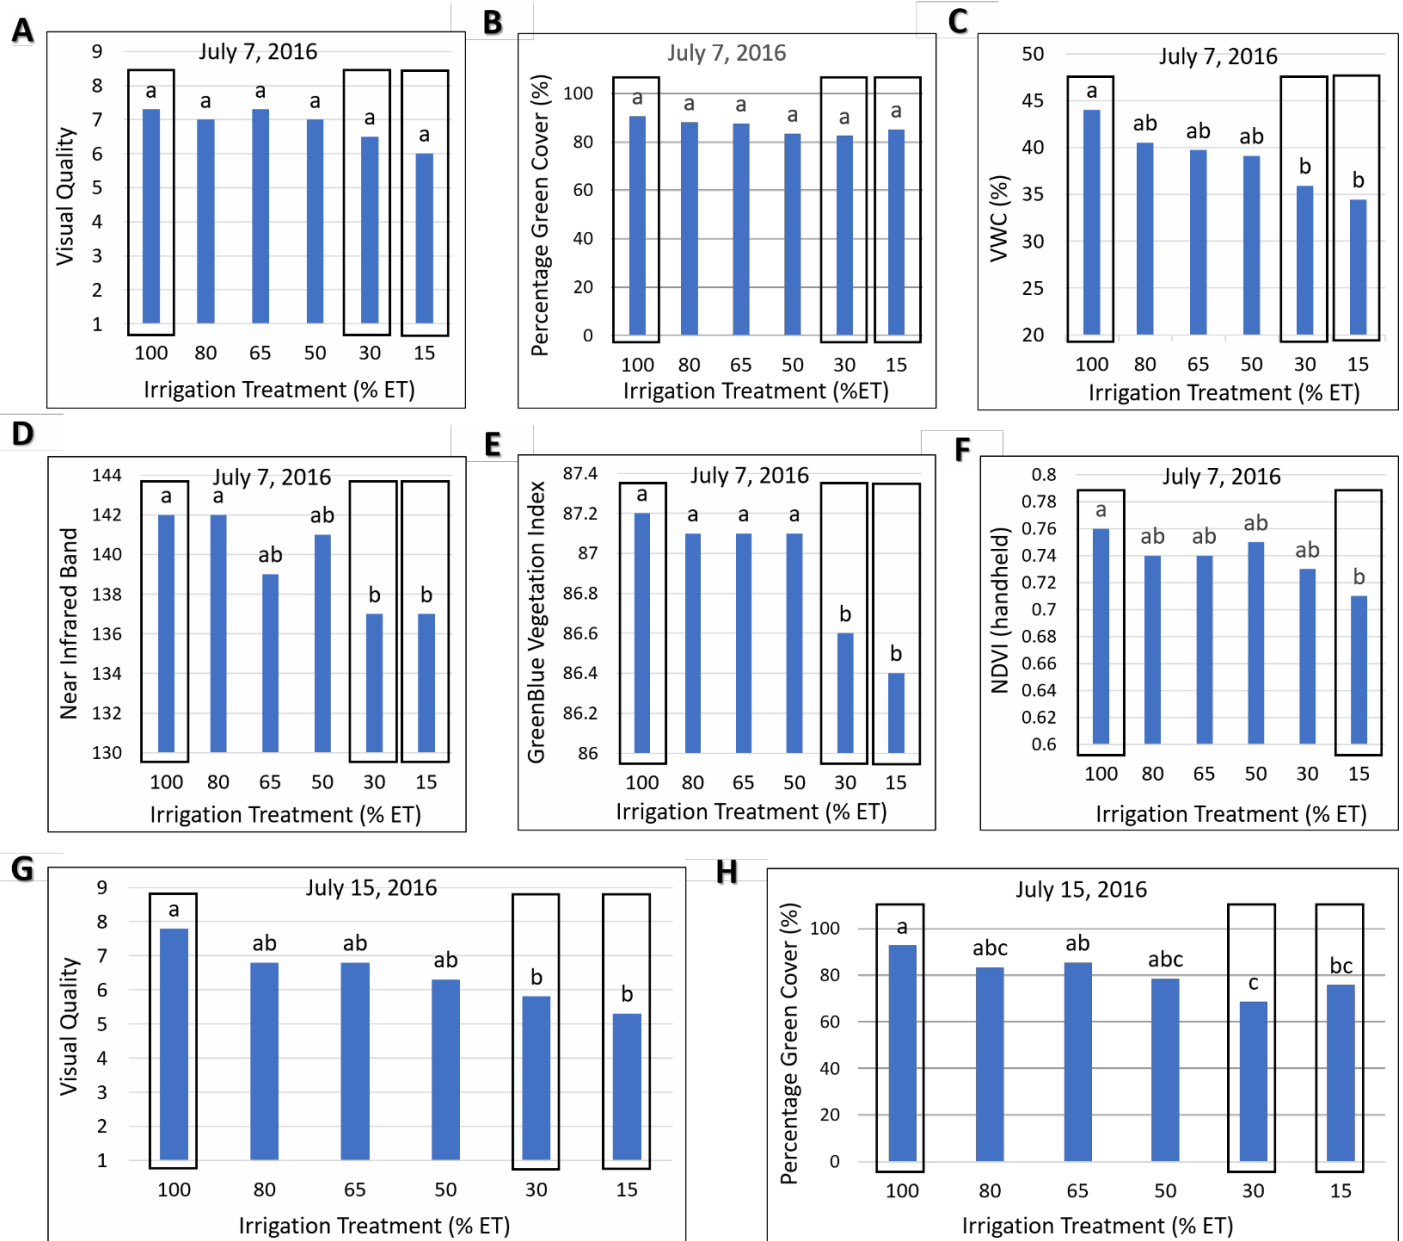 A
July 7, 2016
Visual Quality
9
8
7
6
5
4
3
2
1
a a a a a a
100 80 65 50 30 15
Irrigation Treatment (% ET)
B
July 7, 2016
Percentage Green Cover (%)
100
80
60
40
20
0
a a a a a a
100 80 65 50 30 15
Irrigation Treatment (%ET)
C
July 7, 2016
VWC (%)
50
45
40
35
30
25
20
a ab ab ab b b
100 80 65 50 30 15
Irrigation Treatment (% ET)
D
July 7, 2016
Near Infrared Band
144
142
140
138
136
134
132
130
a a ab ab b b
100 80 65 50 30 15
Irrigation Treatment (% ET)
E
July 7, 2016
GreenBlue Vegetation Index
87.4
87.2
87
86.8
86.6
86.4
86.2
86
a a a a b b
100 80 65 50 30 15
Irrigation Treatment (% ET)
F
July 7, 2016
NDVI (handheld)
0.8
0.78
0.76
0.74
0.72
0.7
0.68
0.66
0.64
0.62
0.6
a ab ab ab ab b
100 80 65 50 30 15
Irrigation Treatment (% ET)
G
July 15, 2016
Visual Quality
9
8
7
6
5
4
3
2
1
a ab ab ab b b
100 80 65 50 30 15
Irrigation Treatment (% ET)
H
July 15, 2016
Percentage Green Cover (%)
100
80
60
40
20
0
a abc ab abc c bc
100 80 65 50 30 15
Irrigation Treatment (% ET)